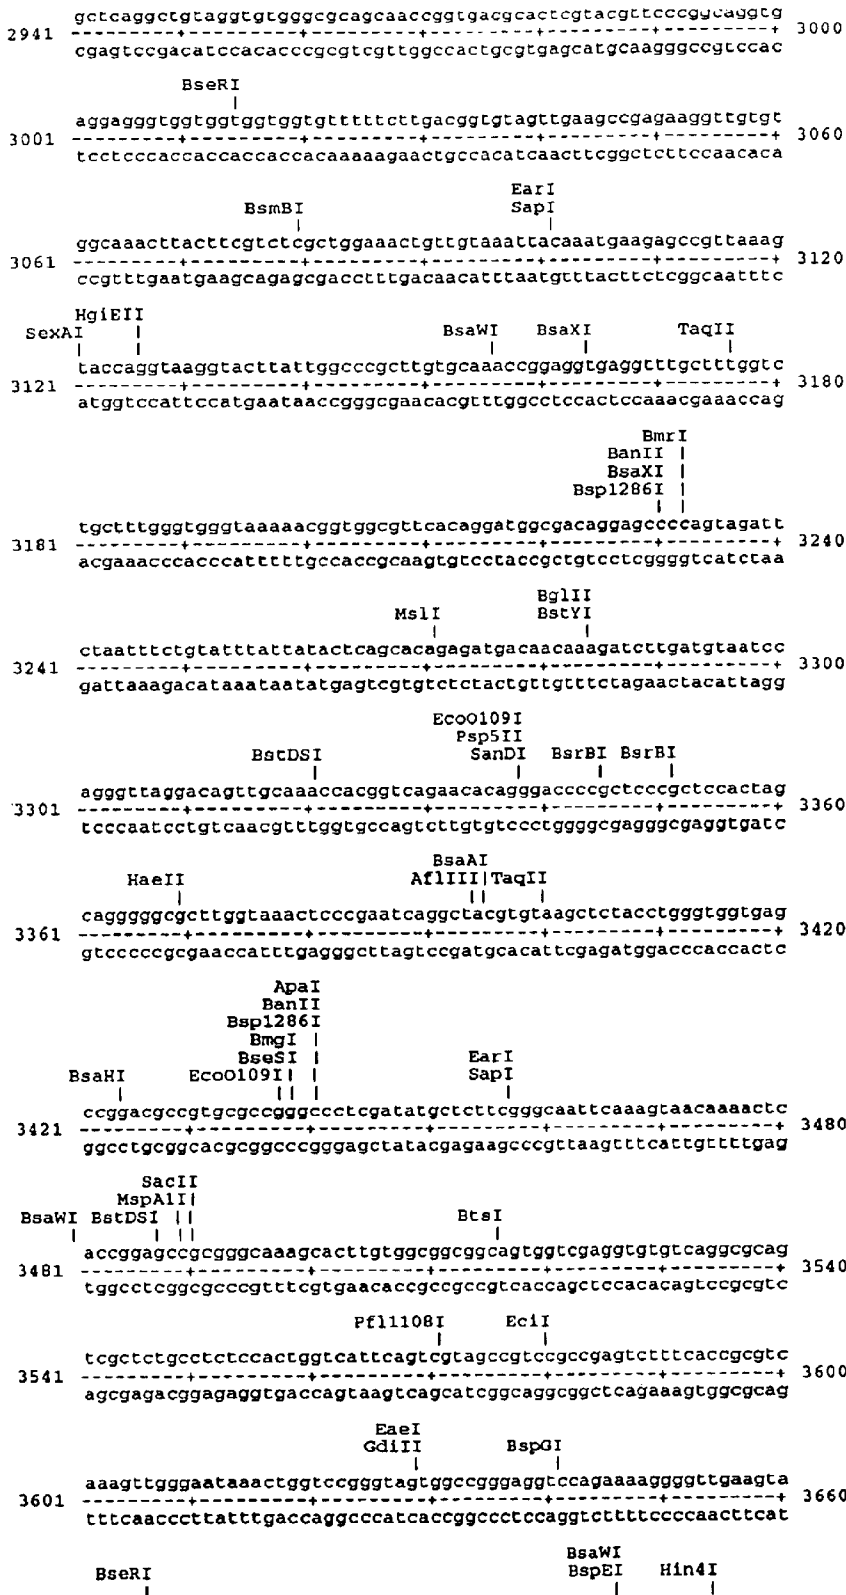 gctcaggctgtaggtgtgggcgcagcaaccggtgacgcactcgtacgttcccggcaggtg
2941 ---------+---------+---------+---------+---------+---------+ 3000
cgagtccgacatccacacccgcgtcgttggccactgcgtgagcatgcaagggccgtccac
BseRI
aggagggtggtggtggtggtgtttttcttgacggtgtagttgaagccgagaaggttgtgt
3001 ---------+---------+---------+---------+---------+---------+ 3060
tcctcccaccaccaccaccacaaaaagaactgccacatcaacttcggctcttccaacaca
EarI
BsmBI SapI
ggcaaacttacttcgtctcgctggaaactgttgtaaattacaaatgaagagccgttaaag
3061 ---------+---------+---------+---------+---------+---------+ 3120
ccgtttgaatgaagcagagcgacctttgacaacatttaatgtttacttctcggcaatttc
HgiEII
SexAI BsaWI BsaXI TaqII
taccaggtaaggtacttattggcccgcttgtgcaaaccggaggtgaggtttgctttggtc
3121 ---------+---------+---------+---------+---------+---------+ 3180
atggtccattccatgaataaccgggcgaacacgtttggcctccactccaaacgaaaccag
BmrI
BanII
BsaXI
Bsp1286I
tgctttgggtgggtaaaaacggtggcgttcacaggatggcgacaggagccccagtagatt
3181 ---------+---------+---------+---------+---------+---------+ 3240
acgaaacccacccatttttgccaccgcaagtgtcctaccgctgtcctcggggtcatctaa
BglII
MslI BstYI
ctaatttctgtatttattatactcagcacagagatgacaacaaagatcttgatgtaatcc
3241 ---------+---------+---------+---------+---------+---------+ 3300
gattaaagacataaataatatgagtcgtgtctctactgttgtttctagaactacattagg
EcoO109I
Psp5II
BstDSI SanDI BsrBI BsrBI
agggttaggacagttgcaaaccacggtcagaacacagggaccccgctcccgctccactag
3301 ---------+---------+---------+---------+---------+---------+ 3360
tcccaatcctgtcaacgtttggtgccagtcttgtgtccctggggcgagggcgaggtgatc
BsaAI
HaeII AflIII TaqII
cagggggcgcttggtaaactcccgaatcaggctacgtgtaagctctacctgggtggtgag
3361 ---------+---------+---------+---------+---------+---------+ 3420
gtcccccgcgaaccatttgagggcttagtccgatgcacattcgagatggacccaccactc
ApaI
BanII
Bsp1286I
BmgI
BseSI EarI
BsaHI EcoO109I SapI
ccggacgccgtgcgccgggccctcgatatgctcttcgggcaattcaaagtaacaaaactc
3421 ---------+---------+---------+---------+---------+---------+ 3480
ggcctgcggcacgcggcccgggagctatacgagaagcccgttaagtttcattgttttgag
SacII
MspA1I
BsaWI BstDSI BtsI
accggagccgcgggcaaagcacttgtggcggcggcagtggtcgaggtgtgtcaggcgcag
3481 ---------+---------+---------+---------+---------+---------+ 3540
tggcctcggcgcccgtttcgtgaacaccgccgccgtcaccagctccacacagtccgcgtc
Pfl1108I EciI
tcgctctgcctctccactggtcattcagtcgtagccgtccgccgagtctttcaccgcgtc
3541 ---------+---------+---------+---------+---------+---------+ 3600
agcgagacggagaggtgaccagtaagtcagcatcggcaggcggctcagaaagtggcgcag
EaeI
GdiII BspGI
aaagttgggaataaactggtccgggtagtggccgggaggtccagaaaaggggttgaagta
3601 ---------+---------+---------+---------+---------+---------+ 3660
tttcaacccttatttgaccaggcccatcaccggccctccaggtcttttccccaacttcat
BsaWI
BseRI BspEI Hin4I